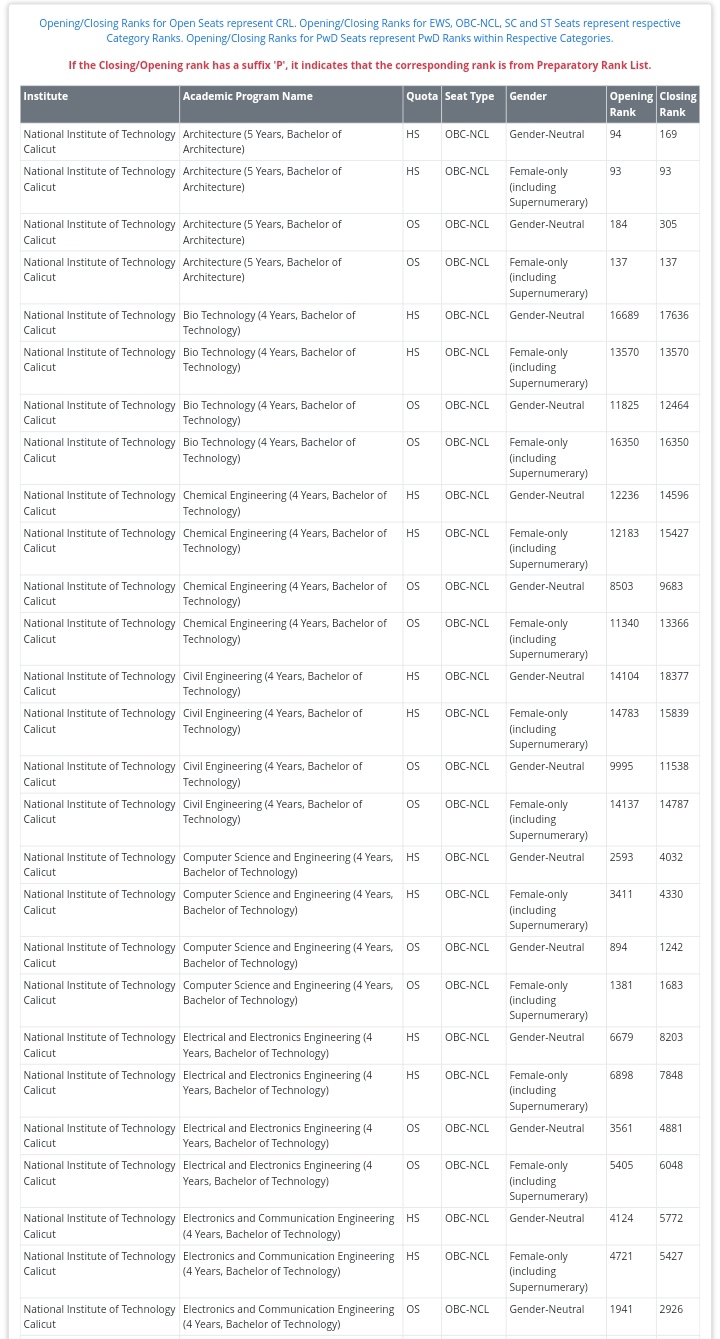 Opening/Closing Ranks for Open Seats represent CRL. Opening/Closing Ranks for EWS, OBC-NCL, SC and ST Seats represent respective
Category Ranks. Opening/Closing Ranks for PwD Seats represent PwD Ranks within Respective Categories.
If the Closing/Opening rank has a suffix 'P', it indicates that the corresponding rank is from Preparatory Rank List.
Institute Academic Program Name Quota Seat Type Gender Opening Closing
Rank Rank
National Institute of Technology Architecture (5 Years, Bachelor of HS OBC-NCL Gender-Neutral 94 169
Calicut Architecture)
National Institute of Technology Architecture (5 Years, Bachelor of HS OBC-NCL Female-only 93 93
Calicut Architecture) (including
Supernumerary)
National Institute of Technology Architecture (5 Years, Bachelor of OS OBC-NCL Gender-Neutral 184 305
Calicut Architecture)
National Institute of Technology Architecture (5 Years, Bachelor of OS OBC-NCL Female-only 137 137
Calicut Architecture) (including
Supernumerary)
National Institute of Technology Bio Technology (4 Years, Bachelor of HS OBC-NCL Gender-Neutral 16689 17636
Calicut Technology)
National Institute of Technology Bio Technology (4 Years, Bachelor of HS OBC-NCL Female-only 13570 13570
Calicut Technology) (including
Supernumerary)
National Institute of Technology Bio Technology (4 Years, Bachelor of OS OBC-NCL Gender-Neutral 11825 12464
Calicut Technology)
National Institute of Technology Bio Technology (4 Years, Bachelor of OS OBC-NCL Female-only 16350 16350
Calicut Technology) (including
Supernumerary)
National Institute of Technology Chemical Engineering (4 Years, Bachelor of HS OBC-NCL Gender-Neutral 12236 14596
Calicut Technology)
National Institute of Technology Chemical Engineering (4 Years, Bachelor of HS OBC-NCL Female-only 12183 15427
Calicut Technology) (including
Supernumerary)
National Institute of Technology Chemical Engineering (4 Years, Bachelor of OS OBC-NCL Gender-Neutral 8503 9683
Calicut Technology)
National Institute of Technology Chemical Engineering (4 Years, Bachelor of OS OBC-NCL Female-only 11340 13366
Calicut Technology) (including
Supernumerary)
National Institute of Technology Civil Engineering (4 Years, Bachelor of HS OBC-NCL Gender-Neutral 14104 18377
Calicut Technology)
National Institute of Technology Civil Engineering (4 Years, Bachelor of HS OBC-NCL Female-only 14783 15839
Calicut Technology) (including
Supernumerary)
National Institute of Technology Civil Engineering (4 Years, Bachelor of OS OBC-NCL Gender-Neutral 9995 11538
Calicut Technology)
National Institute of Technology Civil Engineering (4 Years, Bachelor of OS OBC-NCL Female-only 14137 14787
Calicut Technology) (including
Supernumerary)
National Institute of Technology Computer Science and Engineering (4 Years, HS OBC-NCL Gender-Neutral 2593 4032
Calicut Bachelor of Technology)
National Institute of Technology Computer Science and Engineering (4 Years, HS OBC-NCL Female-only 3411 4330
Calicut Bachelor of Technology) (including
Supernumerary)
National Institute of Technology Computer Science and Engineering (4 Years, OS OBC-NCL Gender-Neutral 894 1242
Calicut Bachelor of Technology)
National Institute of Technology Computer Science and Engineering (4 Years, OS OBC-NCL Female-only 1381 1683
Calicut Bachelor of Technology) (including
Supernumerary)
National Institute of Technology Electrical and Electronics Engineering (4 HS OBC-NCL Gender-Neutral 6679 8203
Calicut Years, Bachelor of Technology)
National Institute of Technology Electrical and Electronics Engineering (4 HS OBC-NCL Female-only 6898 7848
Calicut Years, Bachelor of Technology) (including
Supernumerary)
National Institute of Technology Electrical and Electronics Engineering (4 OS OBC-NCL Gender-Neutral 3561 4881
Calicut Years, Bachelor of Technology)
National Institute of Technology Electrical and Electronics Engineering (4 OS OBC-NCL Female-only 5405 6048
Calicut Years, Bachelor of Technology) (including
Supernumerary)
National Institute of Technology Electronics and Communication Engineering HS OBC-NCL Gender-Neutral 4124 5772
Calicut (4 Years, Bachelor of Technology)
National Institute of Technology Electronics and Communication Engineering HS OBC-NCL Female-only 4721 5427
Calicut (4 Years, Bachelor of Technology) (including
Supernumerary)
National Institute of Technology Electronics and Communication Engineering OS OBC-NCL Gender-Neutral 1941 2926
Calicut (4 Years, Bachelor of Technology)